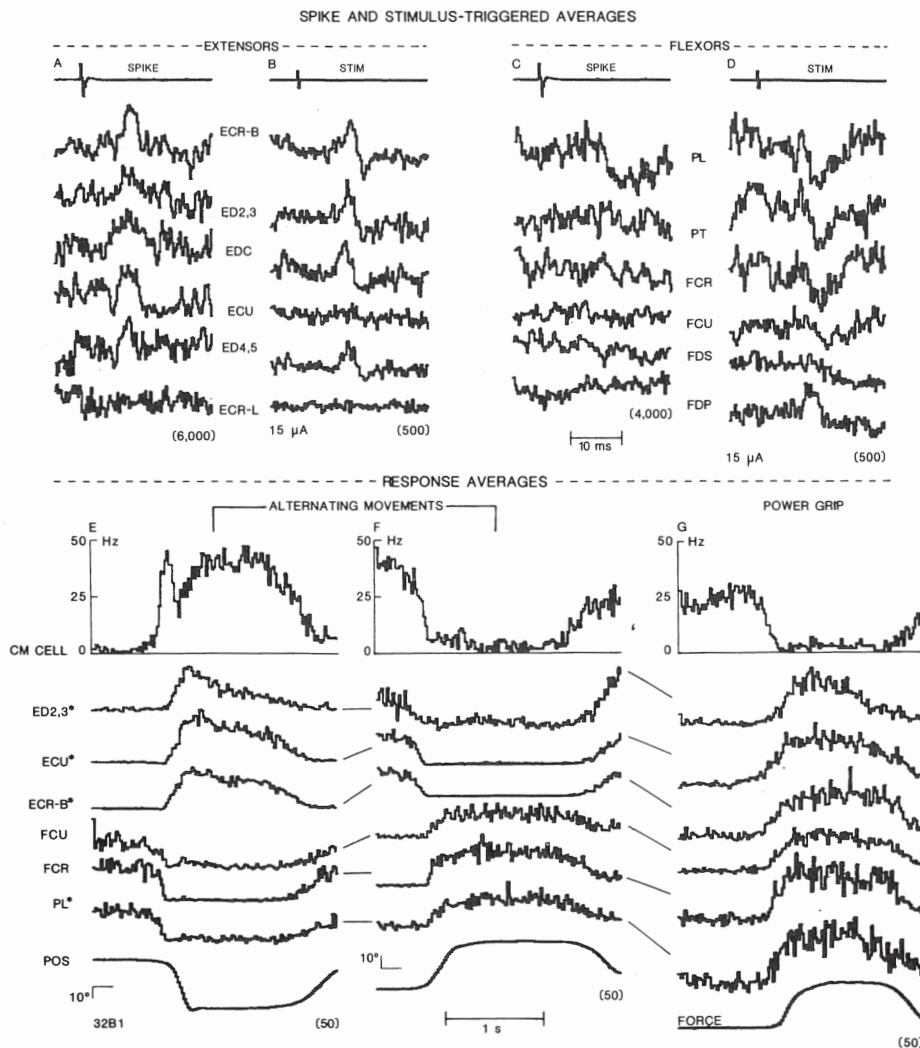 SPIKE AND STIMULUS-TRIGGERED AVERAGES
EXTENSORS
FLEXORS
A SPIKE
B STIM
C SPIKE
D STIM
ECR-B
ED2,3
EDC
ECU
ED4,5
ECR-L
(6,000)
15 µA (500)
PL
PT
FCR
FCU
FDS
FDP
(4,000)
10 ms
15 µA (500)
RESPONSE AVERAGES
ALTERNATING MOVEMENTS
POWER GRIP
E
50 Hz
25
0
CM CELL
F
50 Hz
25
0
G
50 Hz
25
0
ED2,3*
ECU*
ECR-B*
FCU
FCR
PL*
POS
10°
32B1
(50)
10°
(50)
1 s
FORCE
(50)